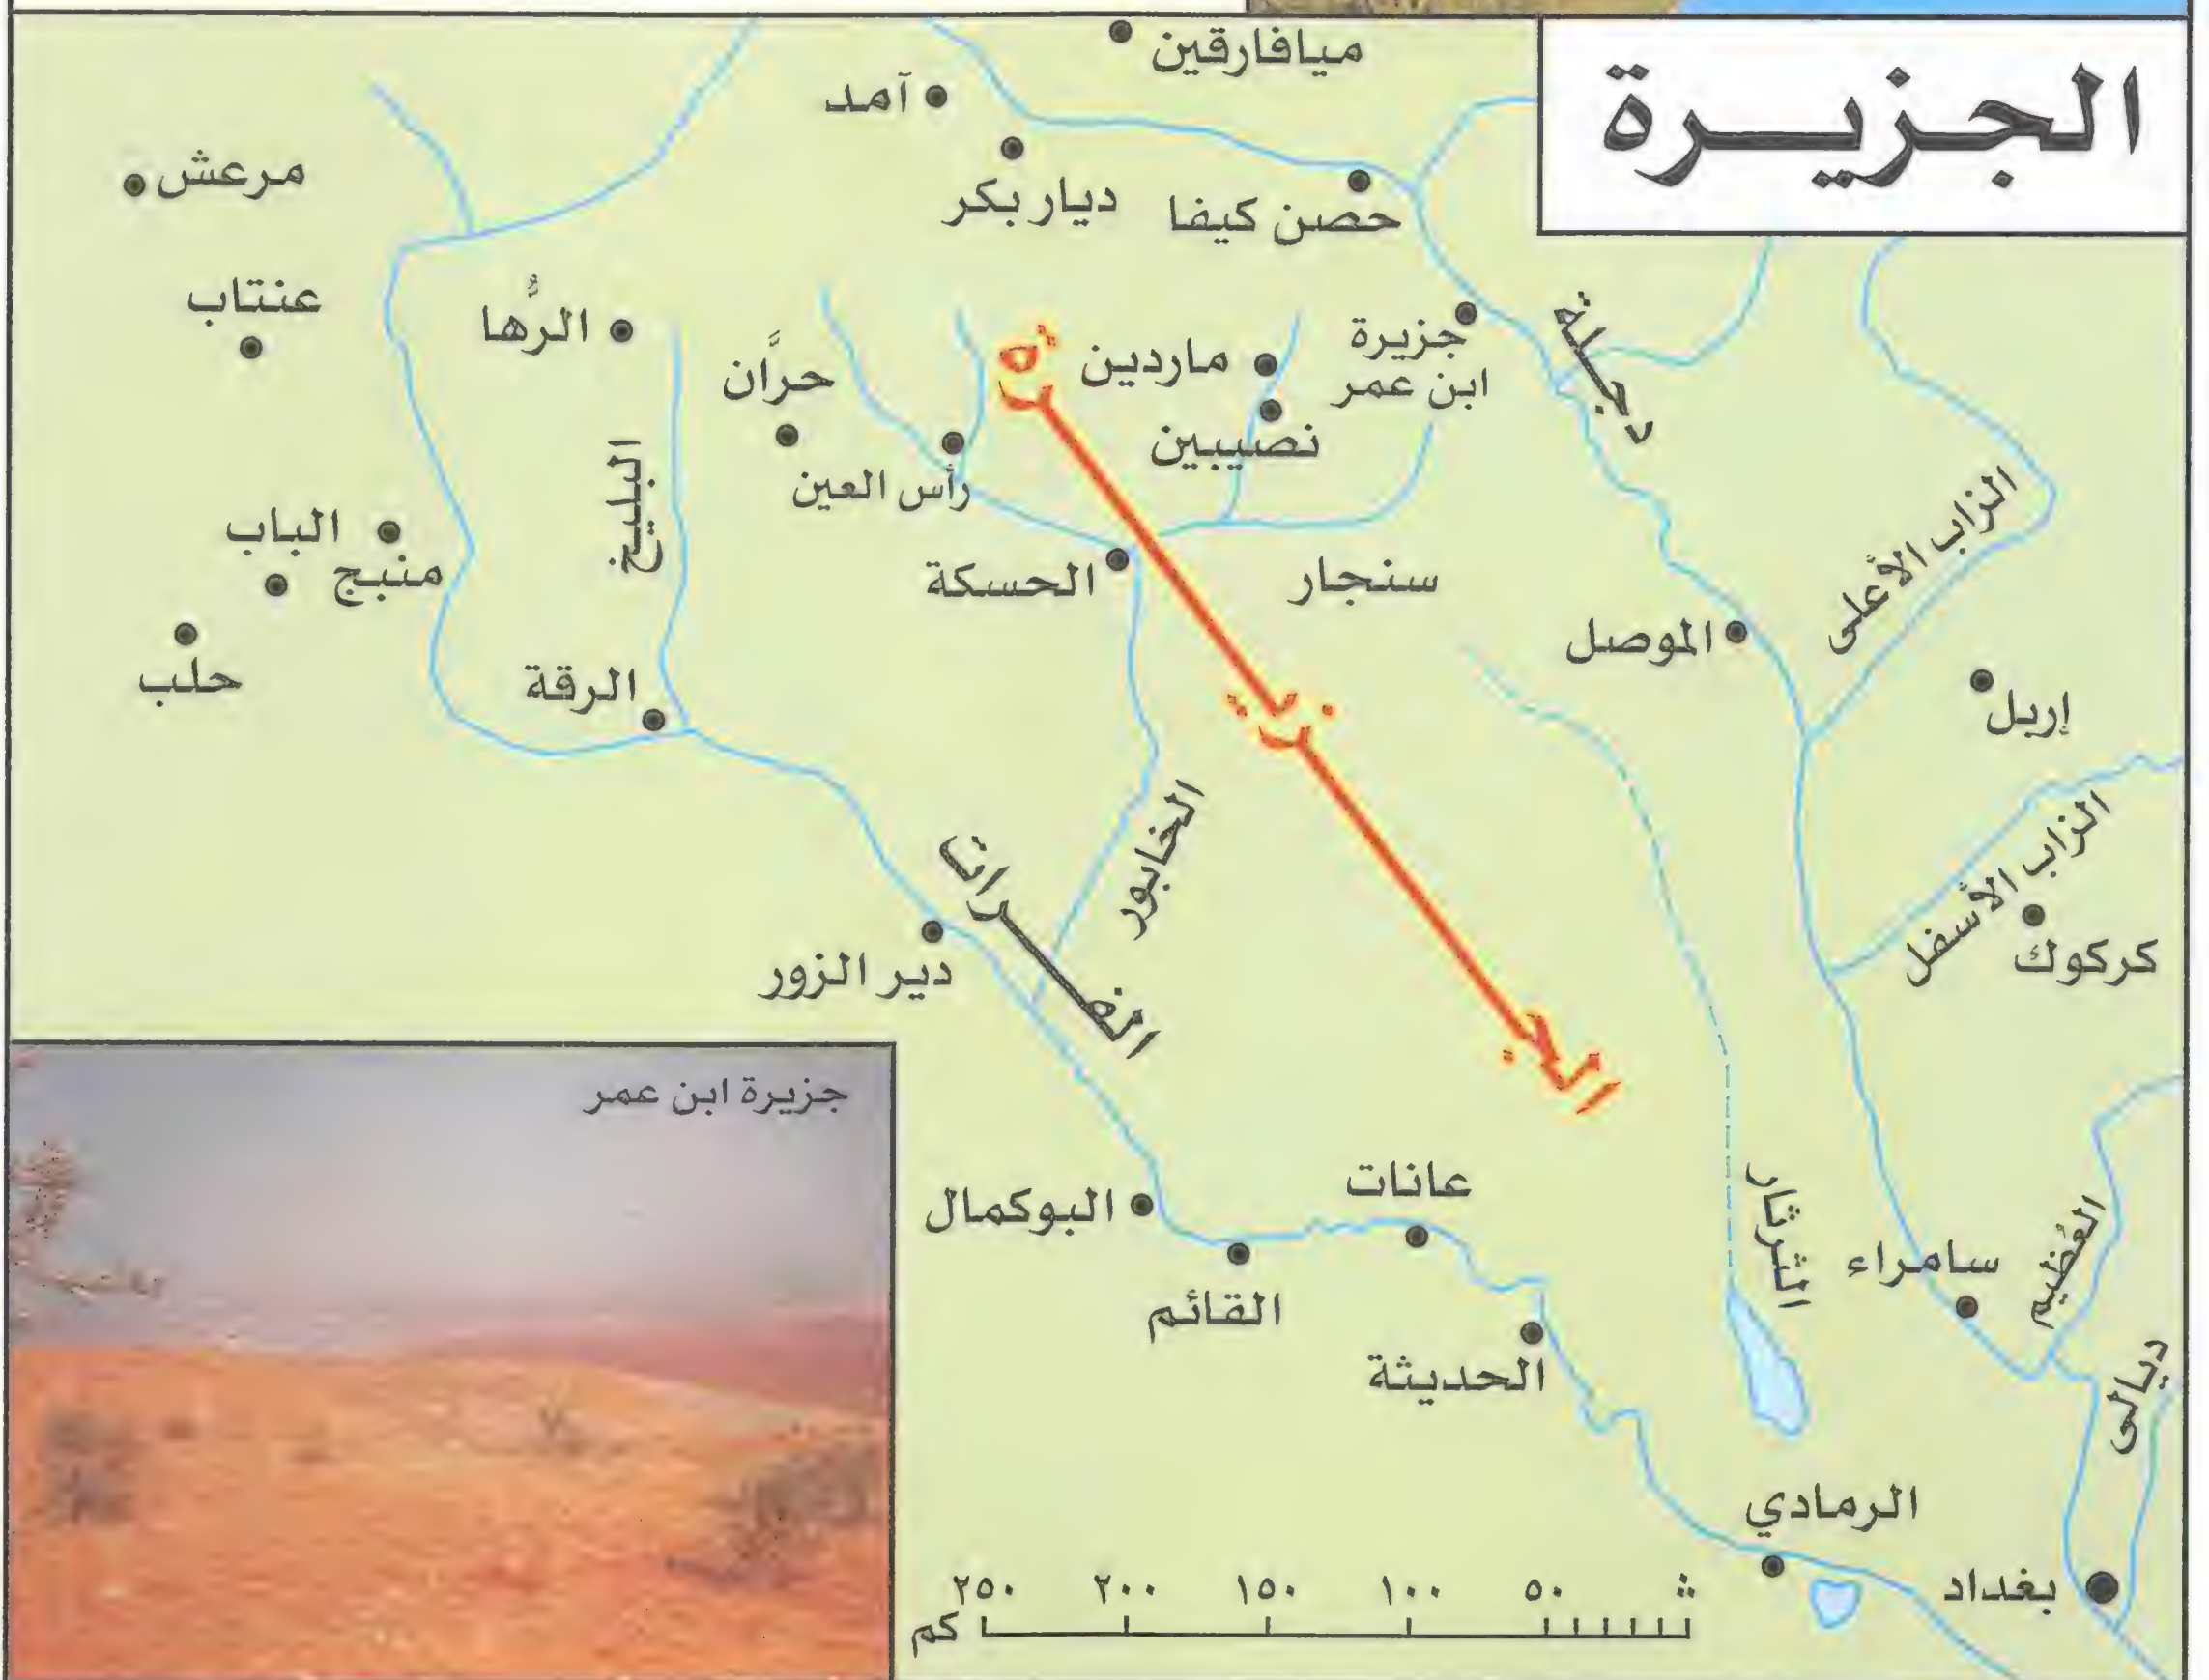 الجزيرة
ميافارقين
آمد
ديار بكر
حصن كيفا
مرعش
عنتاب
الرُّها
حرَّان
ماردين
جزيرة
ابن عمر
دجلة
نصيبين
رأس العين
البليخ
الباب
منبج
الحسكة
سنجار
الزاب الأعلى
الموصل
حلب
الرقة
إربل
الجزيرة
الخابور
الفرات
الزاب الأسفل
كركوك
دير الزور
جزيرة ابن عمر
عانات
البوكمال
الثرثار
سامراء
العُظيم
القائم
الحديثة
ديالى
الرمادي
بغداد
٢٥٠ ٢٠٠ ١٥٠ ١٠٠ ٥٠
كم